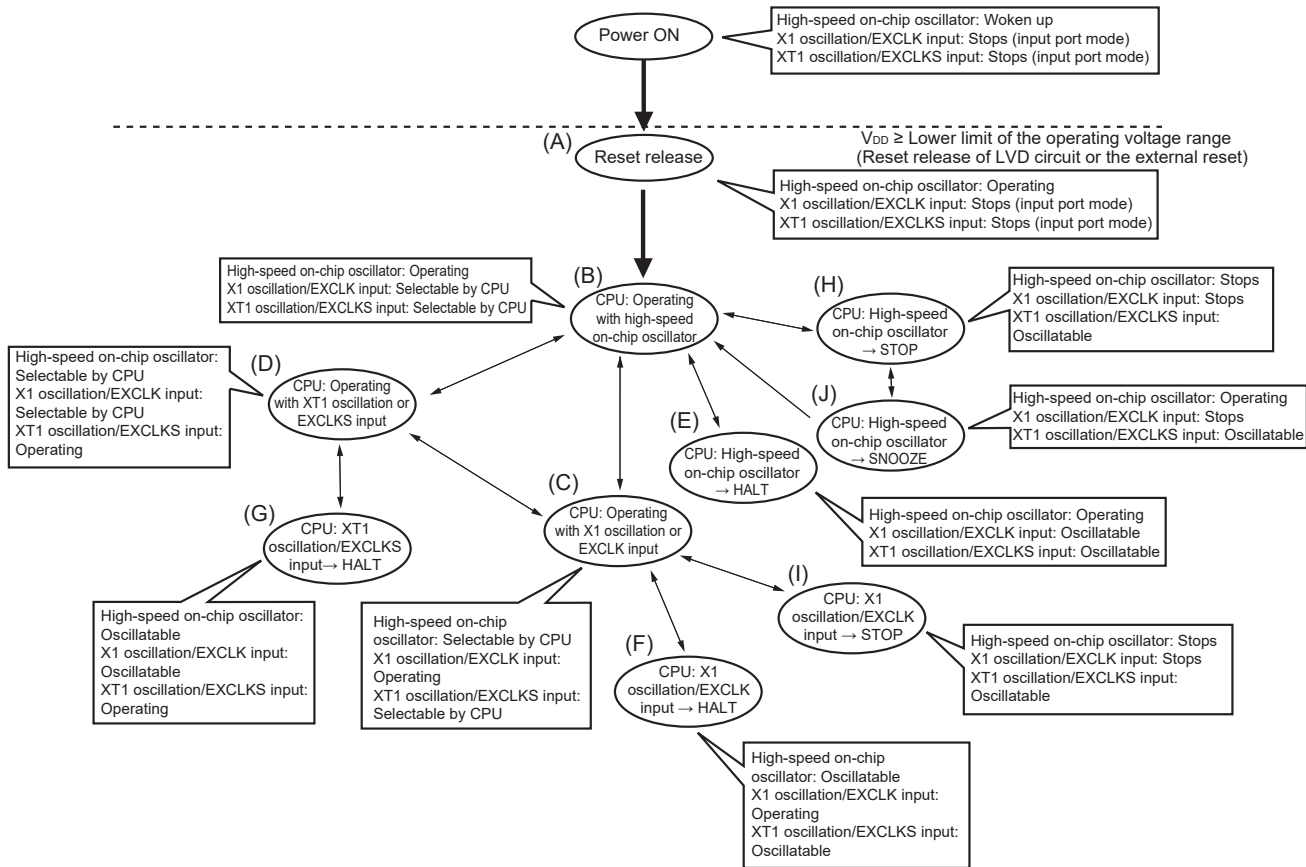 Power ON
High-speed on-chip oscillator: Woken up
X1 oscillation/EXCLK input: Stops (input port mode)
XT1 oscillation/EXCLKS input: Stops (input port mode)
(A)
Reset release
VDD ≥ Lower limit of the operating voltage range
(Reset release of LVD circuit or the external reset)
High-speed on-chip oscillator: Operating
X1 oscillation/EXCLK input: Stops (input port mode)
XT1 oscillation/EXCLKS input: Stops (input port mode)
High-speed on-chip oscillator: Operating
X1 oscillation/EXCLK input: Selectable by CPU
XT1 oscillation/EXCLKS input: Selectable by CPU
(B)
CPU: Operating
with high-speed
on-chip oscillator
(H)
CPU: High-speed
on-chip oscillator
→ STOP
High-speed on-chip oscillator: Stops
X1 oscillation/EXCLK input: Stops
XT1 oscillation/EXCLKS input:
Oscillatable
High-speed on-chip oscillator:
Selectable by CPU
X1 oscillation/EXCLK input:
Selectable by CPU
XT1 oscillation/EXCLKS input:
Operating
(D)
CPU: Operating
with XT1 oscillation or
EXCLKS input
(J)
CPU: High-speed
on-chip oscillator
→ SNOOZE
High-speed on-chip oscillator: Operating
X1 oscillation/EXCLK input: Stops
XT1 oscillation/EXCLKS input: Oscillatable
(E)
CPU: High-speed
on-chip oscillator
→ HALT
High-speed on-chip oscillator: Operating
X1 oscillation/EXCLK input: Oscillatable
XT1 oscillation/EXCLKS input: Oscillatable
(C)
CPU: Operating
with X1 oscillation or
EXCLK input
(G)
CPU: XT1
oscillation/EXCLKS
input→ HALT
High-speed on-chip oscillator:
Oscillatable
X1 oscillation/EXCLK input:
Oscillatable
XT1 oscillation/EXCLKS input:
Operating
High-speed on-chip
oscillator: Selectable by CPU
X1 oscillation/EXCLK input:
Operating
XT1 oscillation/EXCLKS input:
Selectable by CPU
(I)
CPU: X1
oscillation/EXCLK
input → STOP
High-speed on-chip oscillator: Stops
X1 oscillation/EXCLK input: Stops
XT1 oscillation/EXCLKS input:
Oscillatable
(F)
CPU: X1
oscillation/EXCLK
input → HALT
High-speed on-chip
oscillator: Oscillatable
X1 oscillation/EXCLK input:
Operating
XT1 oscillation/EXCLKS input:
Oscillatable